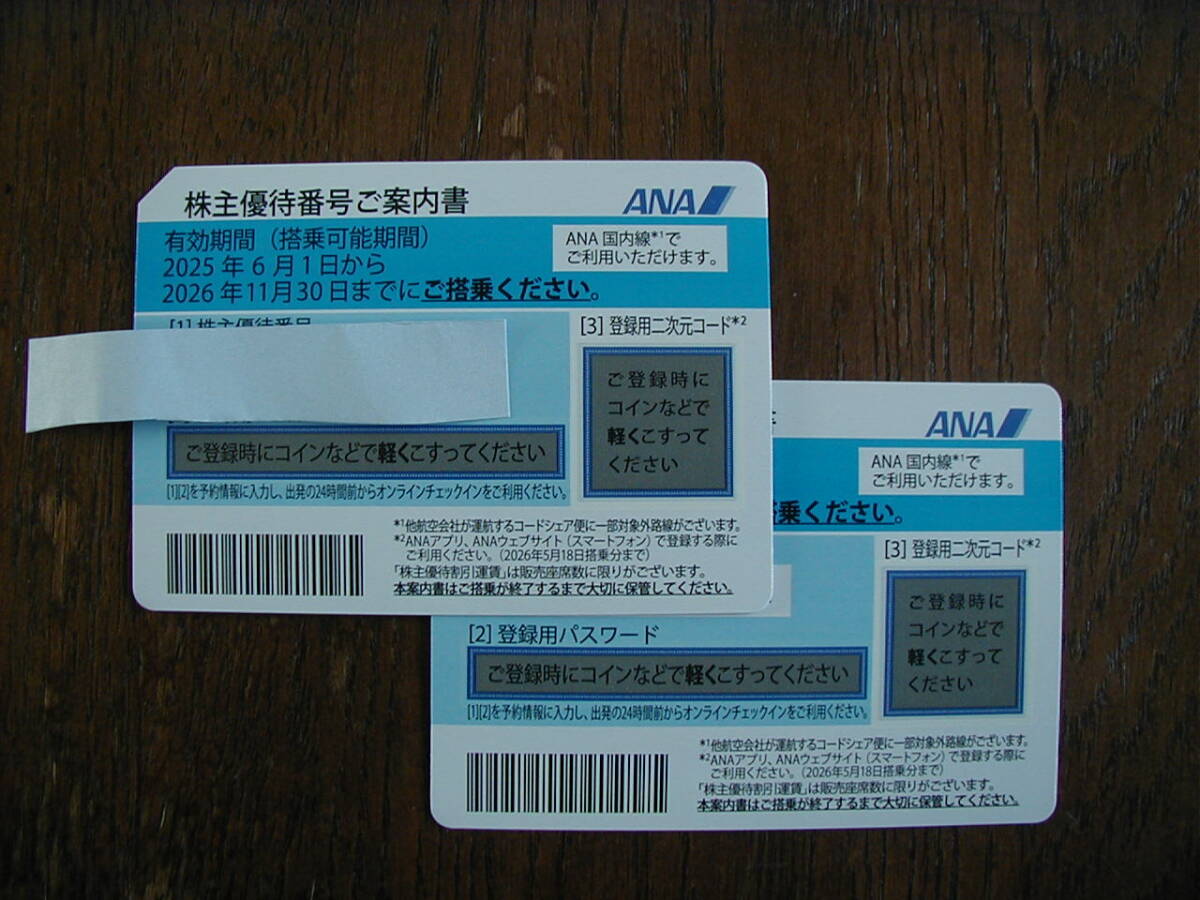 株主優待番号ご案内書
ANA
有効期間（搭乗可能期間）
2025年6月1日から
2026年11月30日までにご搭乗ください。
ANA国内線*1で
ご利用いただけます。
[1] 株主優待番号
[3] 登録用二次元コード*2
ご登録時に
コインなどで
軽くこすって
ください
ご登録時にコインなどで軽くこすってください
[1][2]を予約情報に入力し、出発の24時間前からオンラインチェックインをご利用ください。
*1他航空会社が運航するコードシェア便に一部対象外路線がございます。
*2ANAアプリ、ANAウェブサイト（スマートフォン）で登録する際に
ご利用ください。（2026年5月18日搭乗分まで）
「株主優待割引運賃」は販売座席数に限りがございます。
本案内書はご搭乗が終了するまで大切に保管してください。
ANA
ANA国内線*1で
ご利用いただけます。
乗ください。
[3] 登録用二次元コード*2
ご登録時に
コインなどで
軽くこすって
ください
[2] 登録用パスワード
ご登録時にコインなどで軽くこすってください
[1][2]を予約情報に入力し、出発の24時間前からオンラインチェックインをご利用ください。
*1他航空会社が運航するコードシェア便に一部対象外路線がございます。
*2ANAアプリ、ANAウェブサイト（スマートフォン）で登録する際に
ご利用ください。（2026年5月18日搭乗分まで）
「株主優待割引運賃」は販売座席数に限りがございます。
本案内書はご搭乗が終了するまで大切に保管してください。